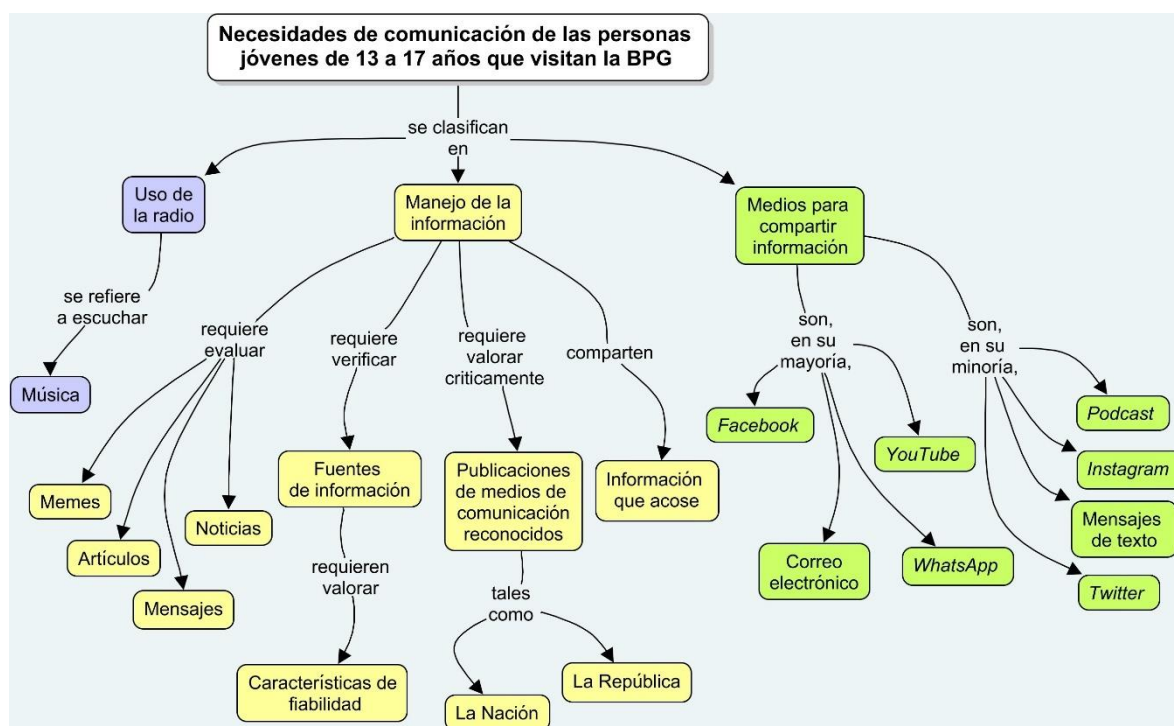 Necesidades de comunicación de las personas
jóvenes de 13 a 17 años que visitan la BPG
se clasifican
en
Uso de
la radio
Manejo de la
información
Medios para
compartir
información
se refiere
a escuchar
requiere
evaluar
requiere
verificar
requiere
valorar
criticamente
comparten
son,
en su
mayoría,
son,
en su
minoría,
Música
Memes
Artículos
Mensajes
Noticias
Fuentes
de información
requieren
valorar
Características de
fiabilidad
Publicaciones
de medios de
comunicación
reconocidos
tales
como
La Nación
La República
Información
que acose
Facebook
Correo
electrónico
WhatsApp
YouTube
Podcast
Instagram
Mensajes
de texto
Twitter